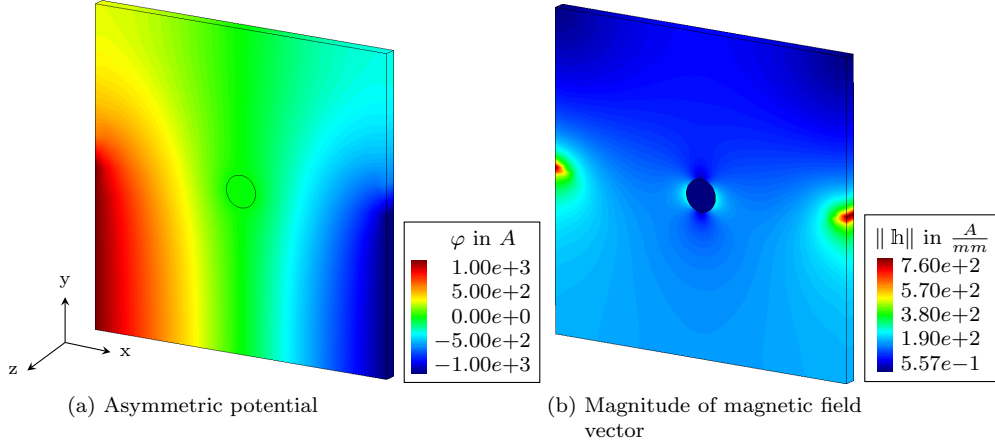 φ in A
1.00e+3
5.00e+2
0.00e+0
−5.00e+2
−1.00e+3
y
x
z
(a) Asymmetric potential
‖ 𝕙‖ in A/mm
7.60e+2
5.70e+2
3.80e+2
1.90e+2
5.57e−1
(b) Magnitude of magnetic field
vector